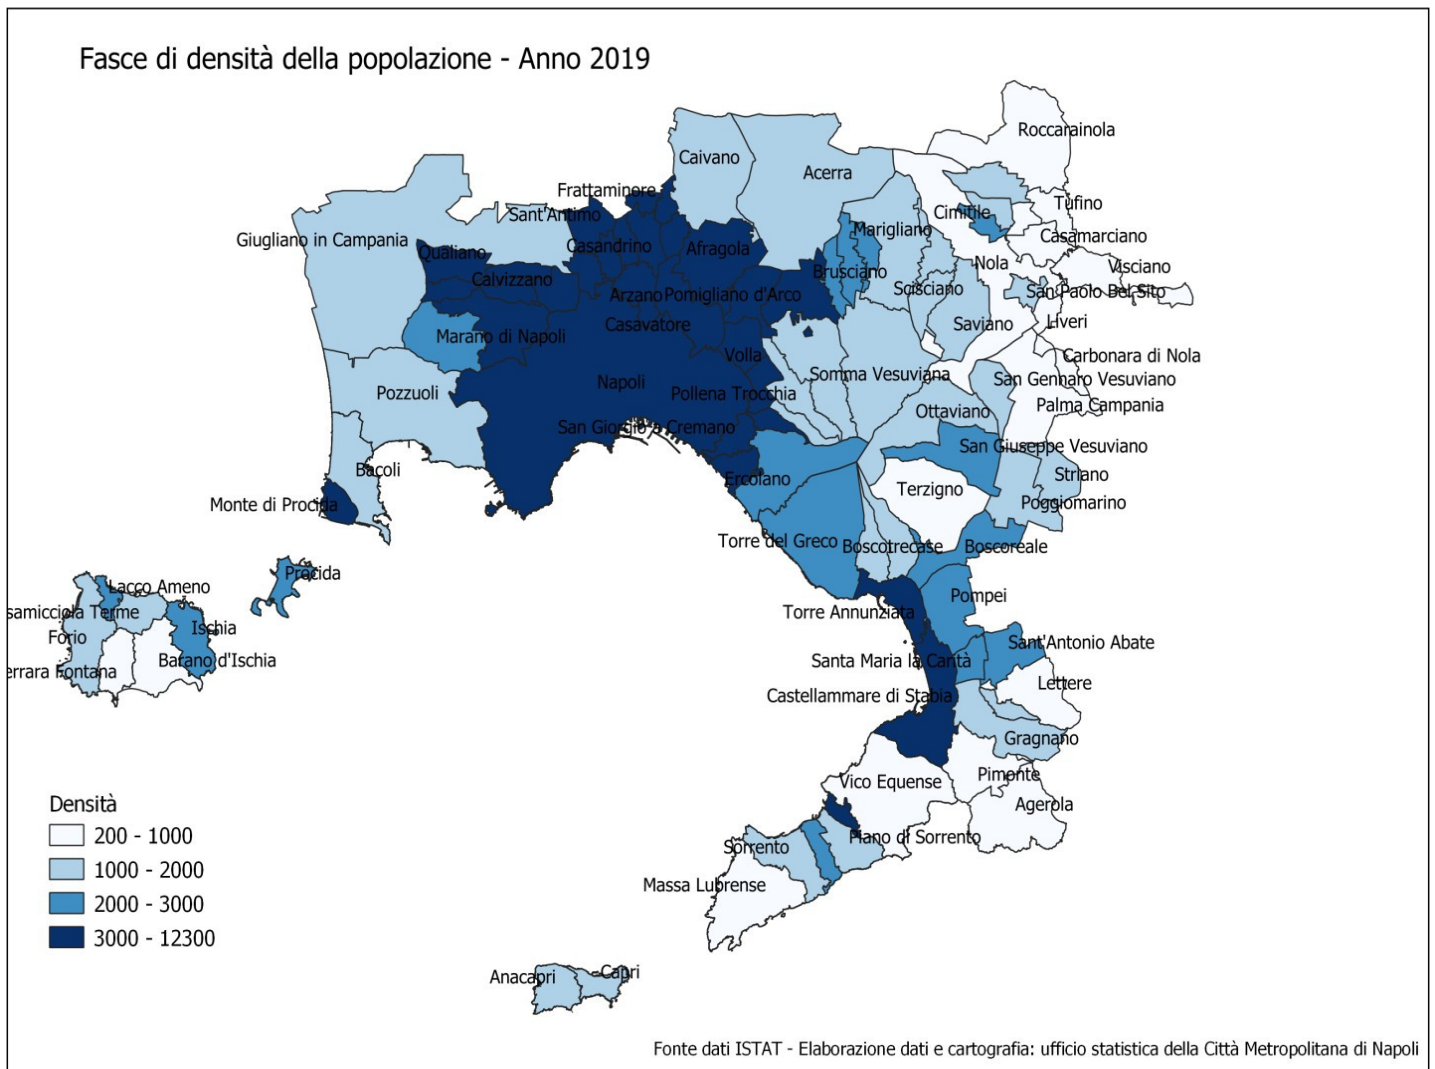 Fasce di densità della popolazione - Anno 2019
Roccarainola
Caivano
Acerra
Frattaminore
Tufino
Sant'Antimo
Cimitile
Marigliano
Casamarciano
Giugliano in Campania
Casandrino
Afragola
Qualiano
Nola
Visciano
Brusciano
Calvizzano
Scisciano
San Paolo Bel Sito
Arzano
Pomigliano d'Arco
Casavatore
Saviano
Liveri
Marano di Napoli
Volla
Carbonara di Nola
Somma Vesuviana
San Gennaro Vesuviano
Napoli
Pozzuoli
Pollena Trocchia
Palma Campania
Ottaviano
San Giorgio a Cremano
San Giuseppe Vesuviano
Bacoli
Ercolano
Striano
Terzigno
Monte di Procida
Poggiomarino
Torre del Greco
Boscotrecase
Boscoreale
Procida
Lacco Ameno
Pompei
samicciola Terme
Torre Annunziata
Ischia
Forio
Sant'Antonio Abate
Barano d'Ischia
Santa Maria la Carità
errara Fontana
Lettere
Castellammare di Stabia
Gragnano
Pimonte
Vico Equense
Agerola
Piano di Sorrento
Sorrento
Massa Lubrense
Anacapri
Capri
Densità
200 - 1000
1000 - 2000
2000 - 3000
3000 - 12300
Fonte dati ISTAT - Elaborazione dati e cartografia: ufficio statistica della Città Metropolitana di Napoli